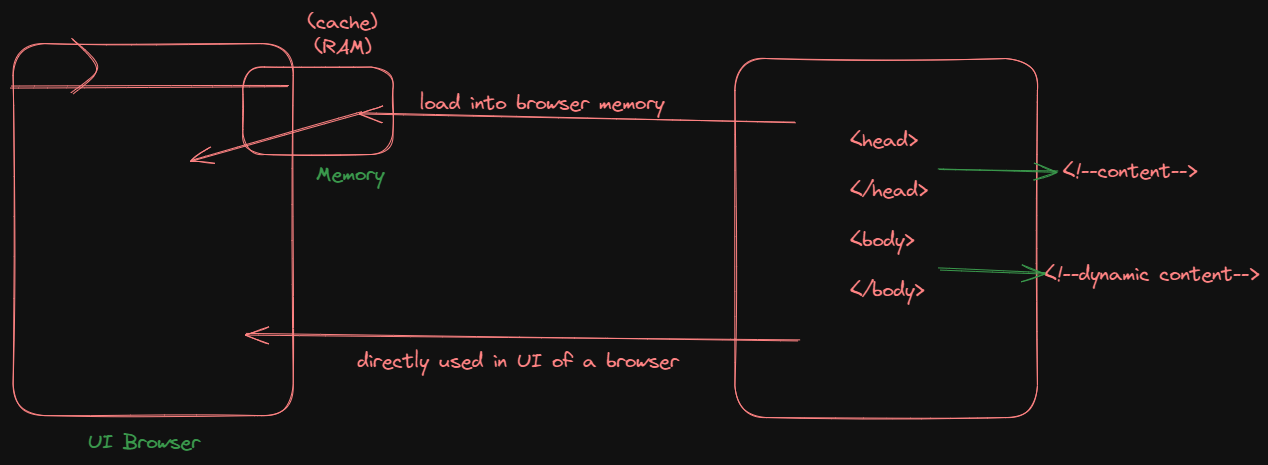 (cache)
(RAM)
load into browser memory
Memory
<head>
</head>
<!--content-->
<body>
</body>
<!--dynamic content-->
directly used in UI of a browser
UI Browser